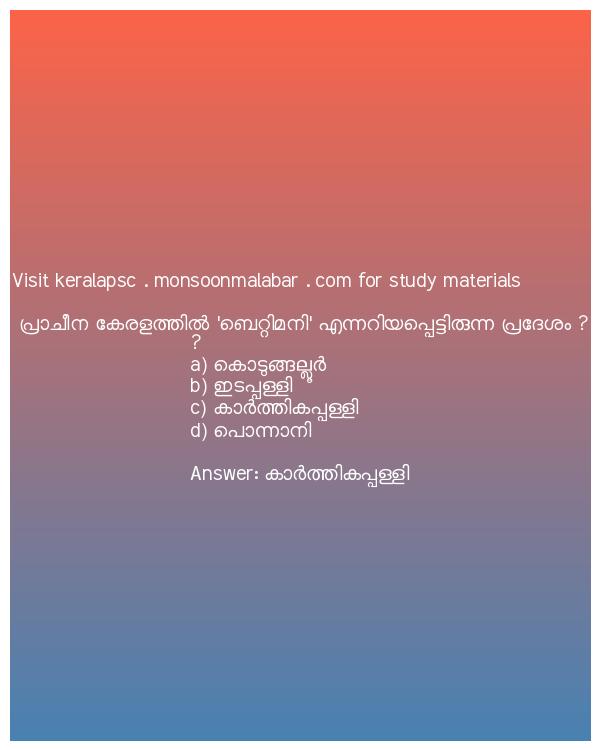 Visit keralapsc . monsoonmalabar . com for study materials
പ്രാചീന കേരളത്തിൽ 'ബെറ്റിമനി' എന്നറിയപ്പെട്ടിരുന്ന പ്രദേശം ?
?
a) കൊടുങ്ങല്ലൂർ
b) ഇടപ്പള്ളി
c) കാർത്തികപ്പള്ളി
d) പൊന്നാനി
Answer: കാർത്തികപ്പള്ളി